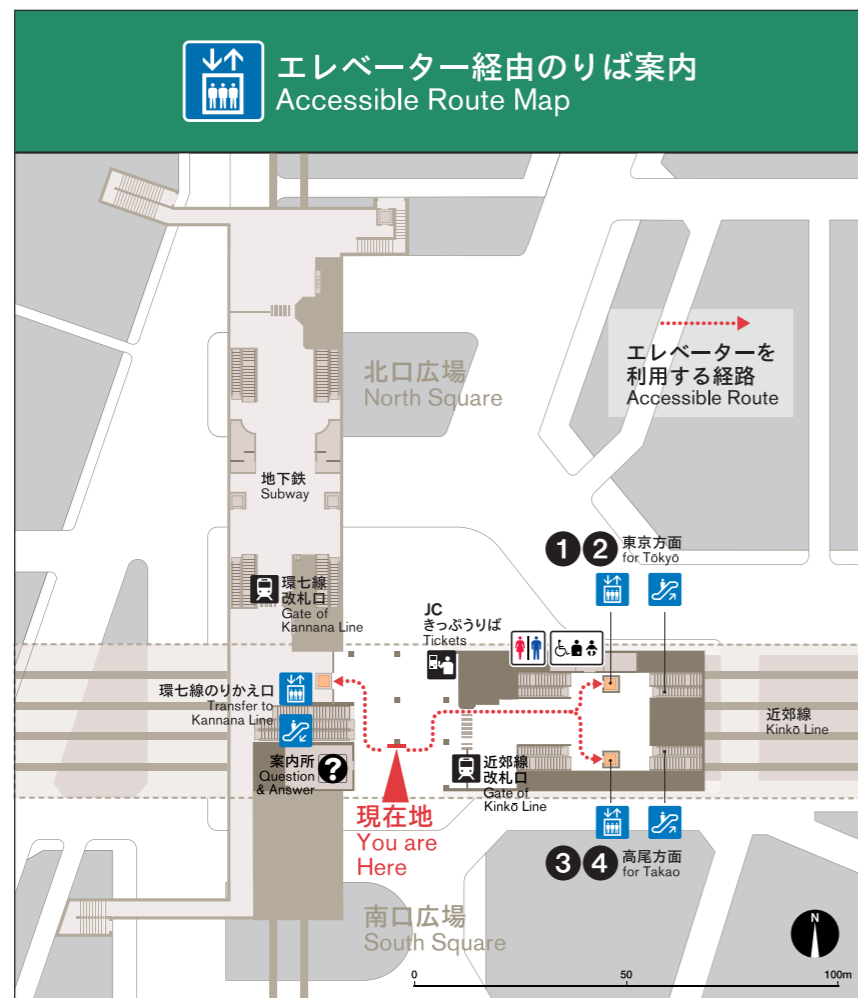 エレベーター経由のりば案内
Accessible Route Map
エレベーターを
利用する経路
Accessible Route
北口広場
North Square
地下鉄
Subway
1 2
東京方面
for Tōkyō
環七線
改札口
Gate of
Kannana Line
JC
きっぷうりば
Tickets
環七線のりかえ口
Transfer to
Kannana Line
近郊線
Kinkō Line
案内所
Question
& Answer
?
近郊線
改札口
Gate of
Kinkō Line
現在地
You are
Here
3 4
高尾方面
for Takao
南口広場
South Square
N
0 50 100m